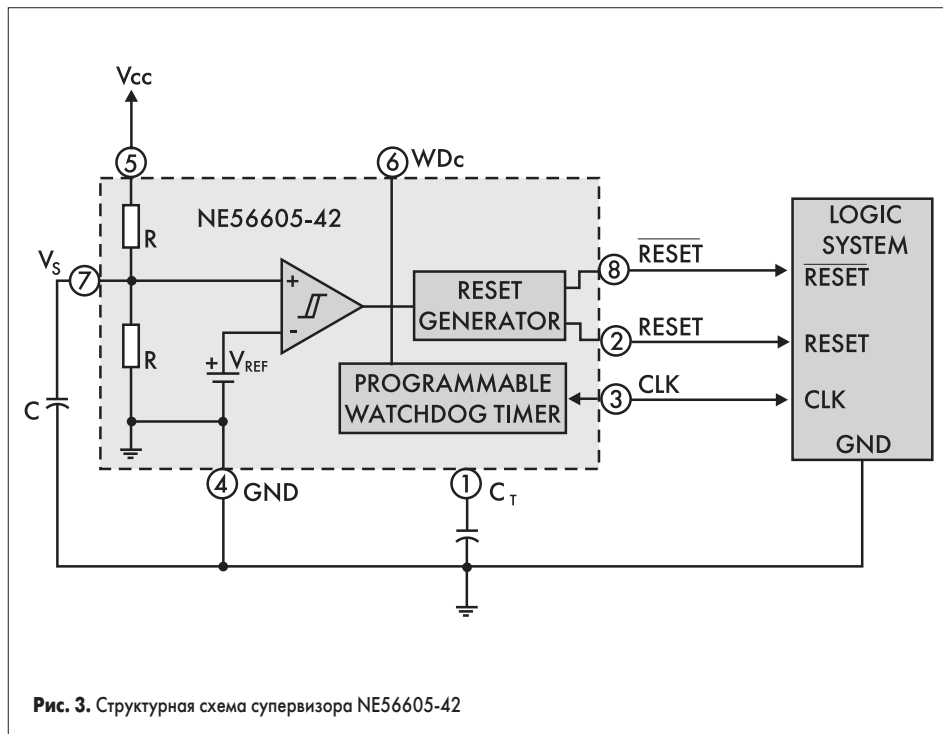 Vcc
5
6 WDc
NE56605-42
R
VS
7
+
-
R
+ VREF
C
RESET
GENERATOR
PROGRAMMABLE
WATCHDOG TIMER
8
RESET
2
RESET
3
CLK
LOGIC
SYSTEM
RESET
RESET
CLK
GND
4 GND
1 CT
Рис. 3. Структурная схема супервизора NE56605-42